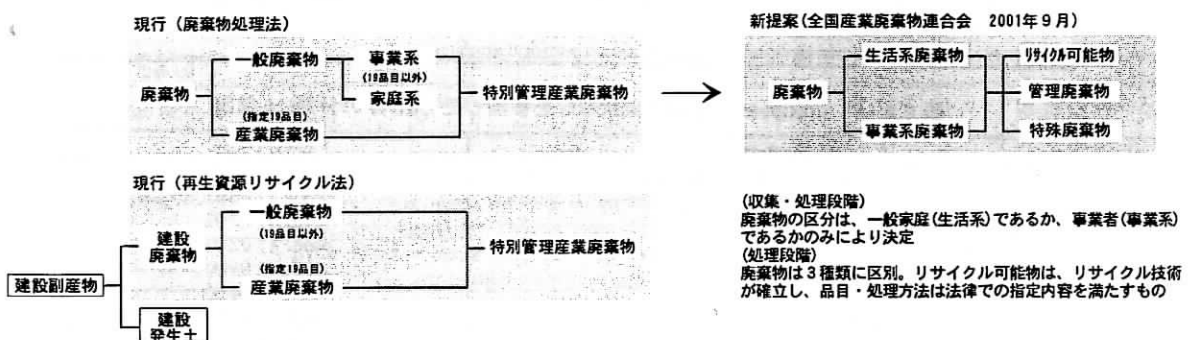 現行（廃棄物処理法）
一般廃棄物
事業系
(19品目以外)
家庭系
廃棄物
(指定19品目)
産業廃棄物
特別管理産業廃棄物
新提案(全国産業廃棄物連合会 2001年9月)
生活系廃棄物
リサイクル可能物
廃棄物
管理廃棄物
事業系廃棄物
特殊廃棄物
現行（再生資源リサイクル法）
一般廃棄物
(19品目以外)
建設
廃棄物
(指定19品目)
産業廃棄物
特別管理産業廃棄物
建設副産物
建設
発生土
(収集・処理段階)
廃棄物の区分は、一般家庭(生活系)であるか、事業者(事業系)
であるかのみにより決定
(処理段階)
廃棄物は３種類に区別。リサイクル可能物は、リサイクル技術
が確立し、品目・処理方法は法律での指定内容を満たすもの